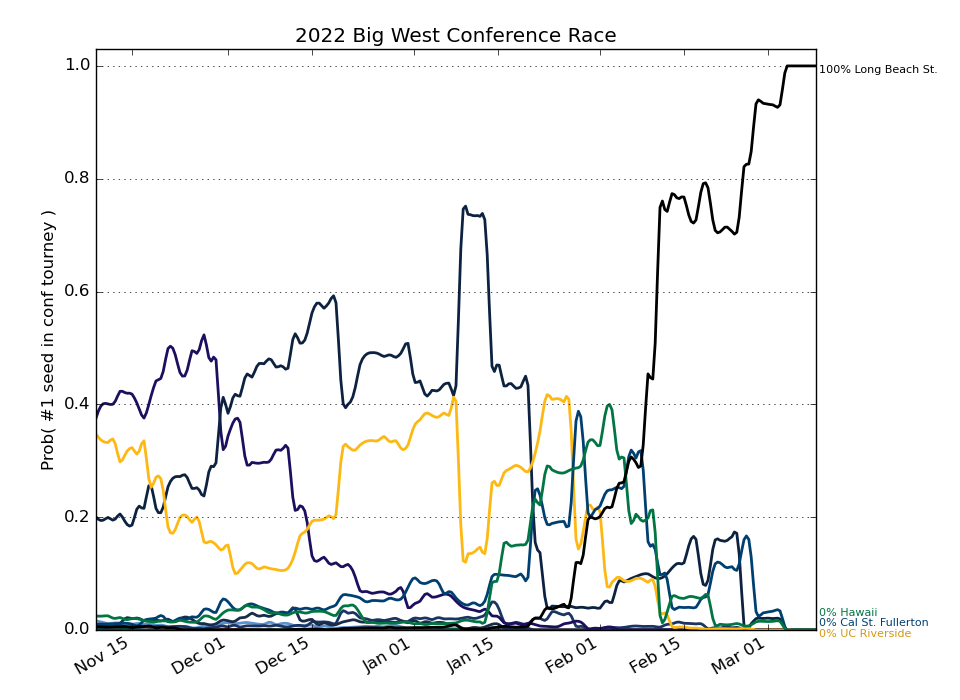 2022 Big West Conference Race
Prob( #1 seed in conf tourney )
1.0
0.8
0.6
0.4
0.2
0.0
Nov 15
Dec 01
Dec 15
Jan 01
Jan 15
Feb 01
Feb 15
Mar 01
100% Long Beach St.
0% Hawaii
0% Cal St. Fullerton
0% UC Riverside